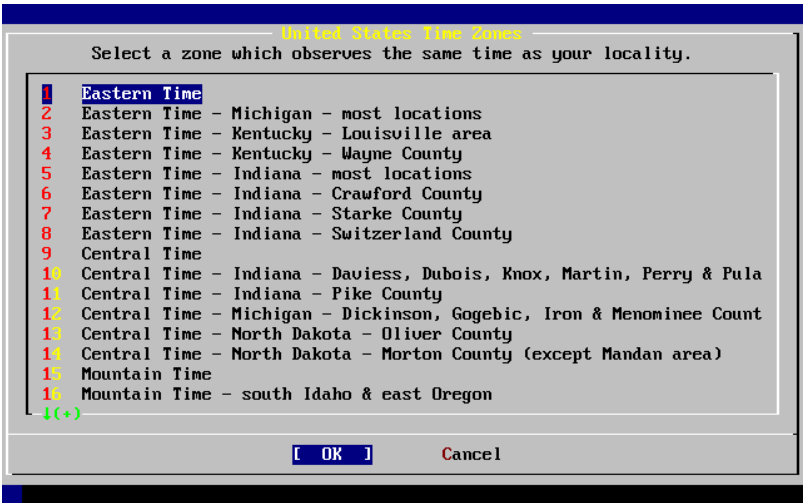 United States Time Zones
Select a zone which observes the same time as your locality.
1 Eastern Time
2 Eastern Time - Michigan - most locations
3 Eastern Time - Kentucky - Louisville area
4 Eastern Time - Kentucky - Wayne County
5 Eastern Time - Indiana - most locations
6 Eastern Time - Indiana - Crawford County
7 Eastern Time - Indiana - Starke County
8 Eastern Time - Indiana - Switzerland County
9 Central Time
10 Central Time - Indiana - Daviess, Dubois, Knox, Martin, Perry & Pula
11 Central Time - Indiana - Pike County
12 Central Time - Michigan - Dickinson, Gogebic, Iron & Menominee Count
13 Central Time - North Dakota - Oliver County
14 Central Time - North Dakota - Morton County (except Mandan area)
15 Mountain Time
16 Mountain Time - south Idaho & east Oregon
↓(+)
[ OK ] Cancel